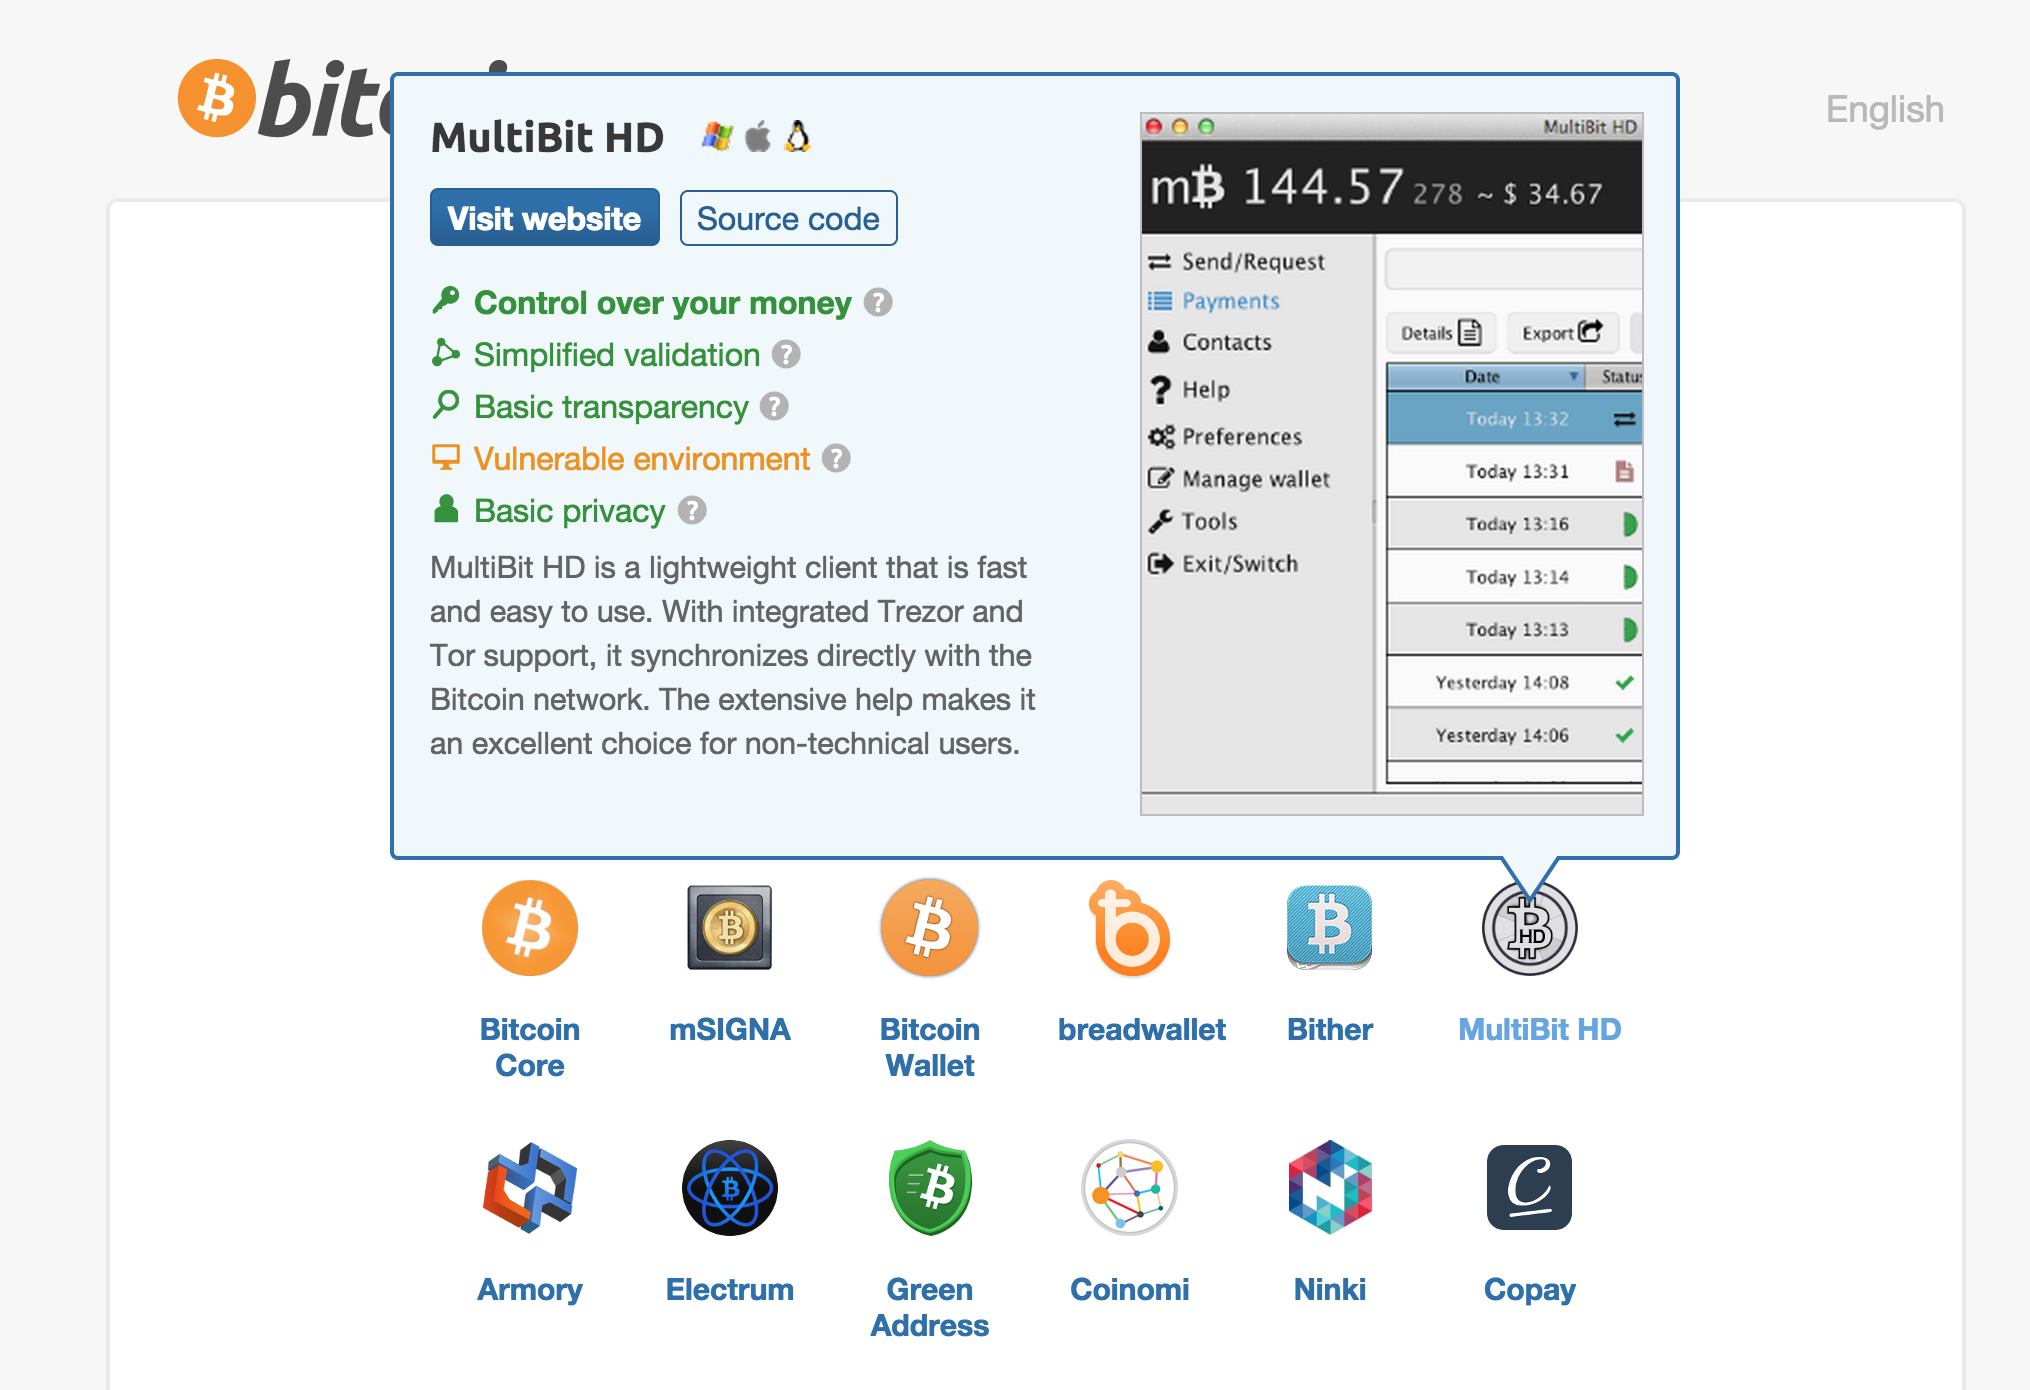 English
MultiBit HD
Visit website
Source code
Control over your money ?
Simplified validation ?
Basic transparency ?
Vulnerable environment ?
Basic privacy ?
MultiBit HD is a lightweight client that is fast
and easy to use. With integrated Trezor and
Tor support, it synchronizes directly with the
Bitcoin network. The extensive help makes it
an excellent choice for non-technical users.
MultiBit HD
mB 144.57 278 ~ $ 34.67
Send/Request
Payments
Contacts
Help
Preferences
Manage wallet
Tools
Exit/Switch
Details
Export
Date
Today 13:32
Today 13:31
Today 13:16
Today 13:14
Today 13:13
Yesterday 14:08
Yesterday 14:06
HD
Bitcoin
Core
mSIGNA
Bitcoin
Wallet
breadwallet
Bither
MultiBit HD
Armory
Electrum
Green
Address
Coinomi
Ninki
Copay